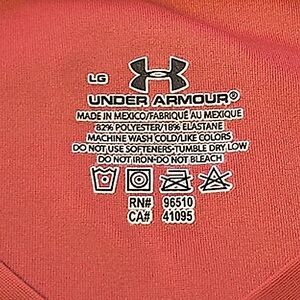 LG
UNDER ARMOUR®
MADE IN MEXICO/FABRIQUÉ AU MEXIQUE
82% POLYESTER/18% ELASTANE
MACHINE WASH COLD/LIKE COLORS
DO NOT USE SOFTENERS-TUMBLE DRY LOW
DO NOT IRON-DO NOT BLEACH
RN# 96510
CA# 41095